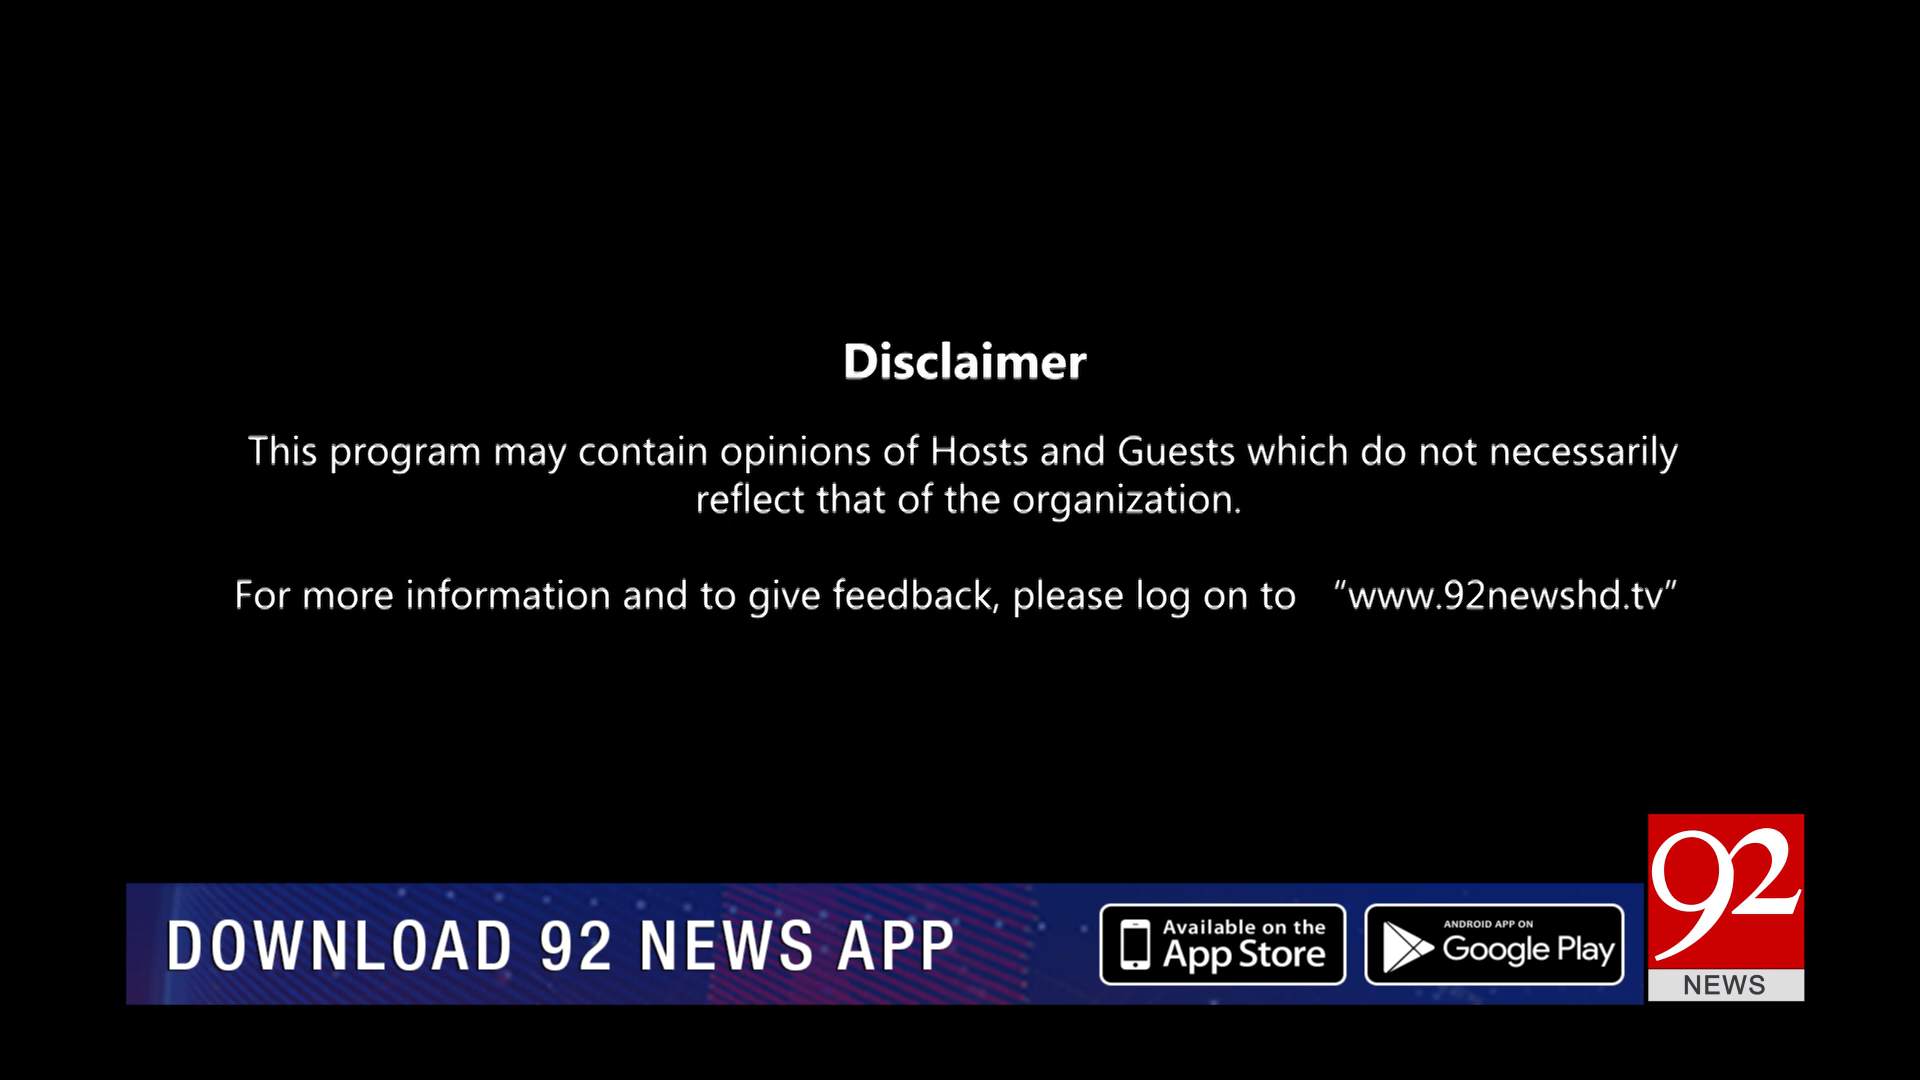 Disclaimer
This program may contain opinions of Hosts and Guests which do not necessarily
reflect that of the organization.
For more information and to give feedback, please log on to “www.92newshd.tv”
DOWNLOAD 92 NEWS APP
Available on the
App Store
ANDROID APP ON
Google Play
92
NEWS